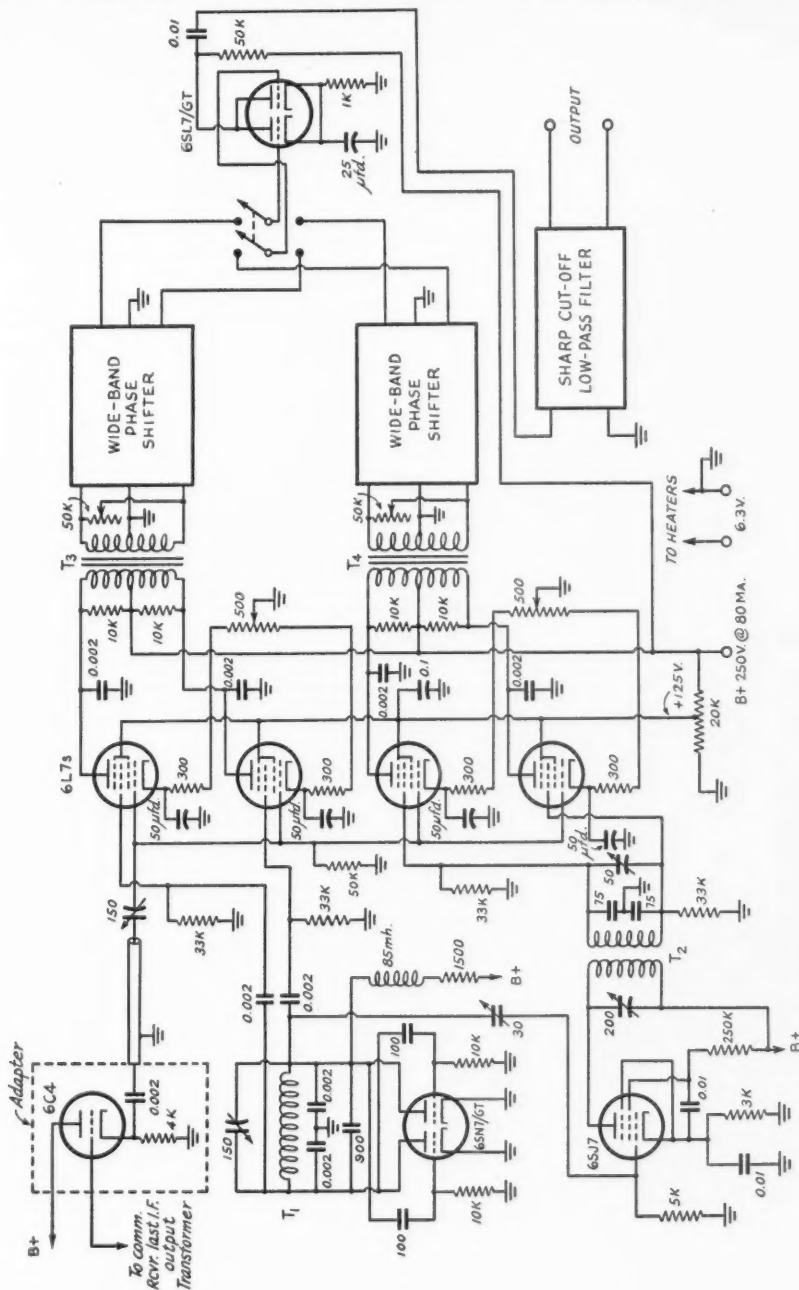 Adapter
6C4
B+
To comm.
Rcvr. last I.F.
output
Transformer
0.002
4K
150
6L7s
0.002
T3
10K
10K
50K
WIDE-BAND
PHASE
SHIFTER
6SL7/GT
0.01
50K
1K
25
µfd.
33K
50µfd.
300
0.002
500
150
0.002
0.002
T1
0.002
0.002
900
85mh.
1500
B+
33K
50K
50µfd.
300
100
100
10K
10K
6SN7/GT
30
33K
50µfd.
300
0.002
0.1
T4
10K
10K
50K
WIDE-BAND
PHASE
SHIFTER
0.002
500
50
µfd.
300
50
75
75
33K
T2
200
6SJ7
5K
0.01
3K
0.01
250K
B+
+125V.
20K
B+ 250V.@ 80 MA.
TO HEATERS
6.3V.
SHARP CUT-OFF
LOW-PASS FILTER
OUTPUT